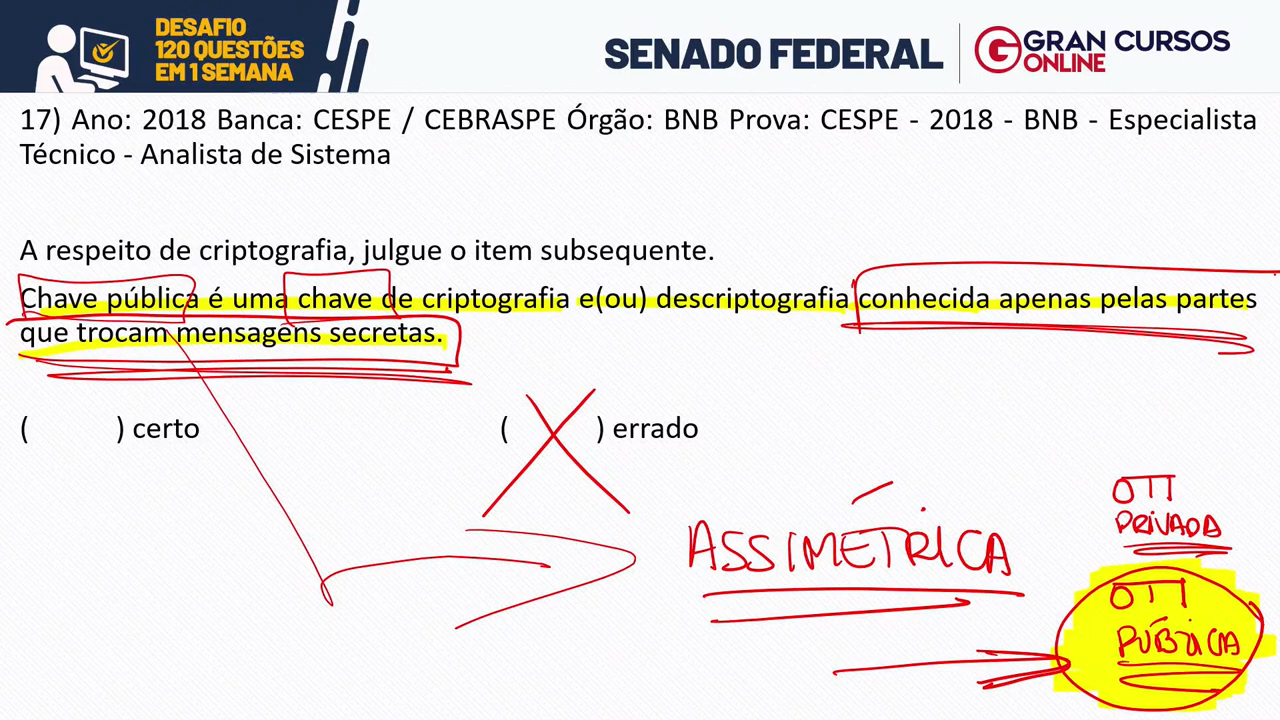 DESAFIO
120 QUESTÕES
EM 1 SEMANA
SENADO FEDERAL
GRAN CURSOS
ONLINE
17) Ano: 2018 Banca: CESPE / CEBRASPE Órgão: BNB Prova: CESPE - 2018 - BNB - Especialista
Técnico - Analista de Sistema
A respeito de criptografia, julgue o item subsequente.
Chave pública é uma chave de criptografia e(ou) descriptografia conhecida apenas pelas partes
que trocam mensagens secretas.
( ) certo ( X ) errado
ASSIMÉTRICA
PRIVADA
PÚBLICA